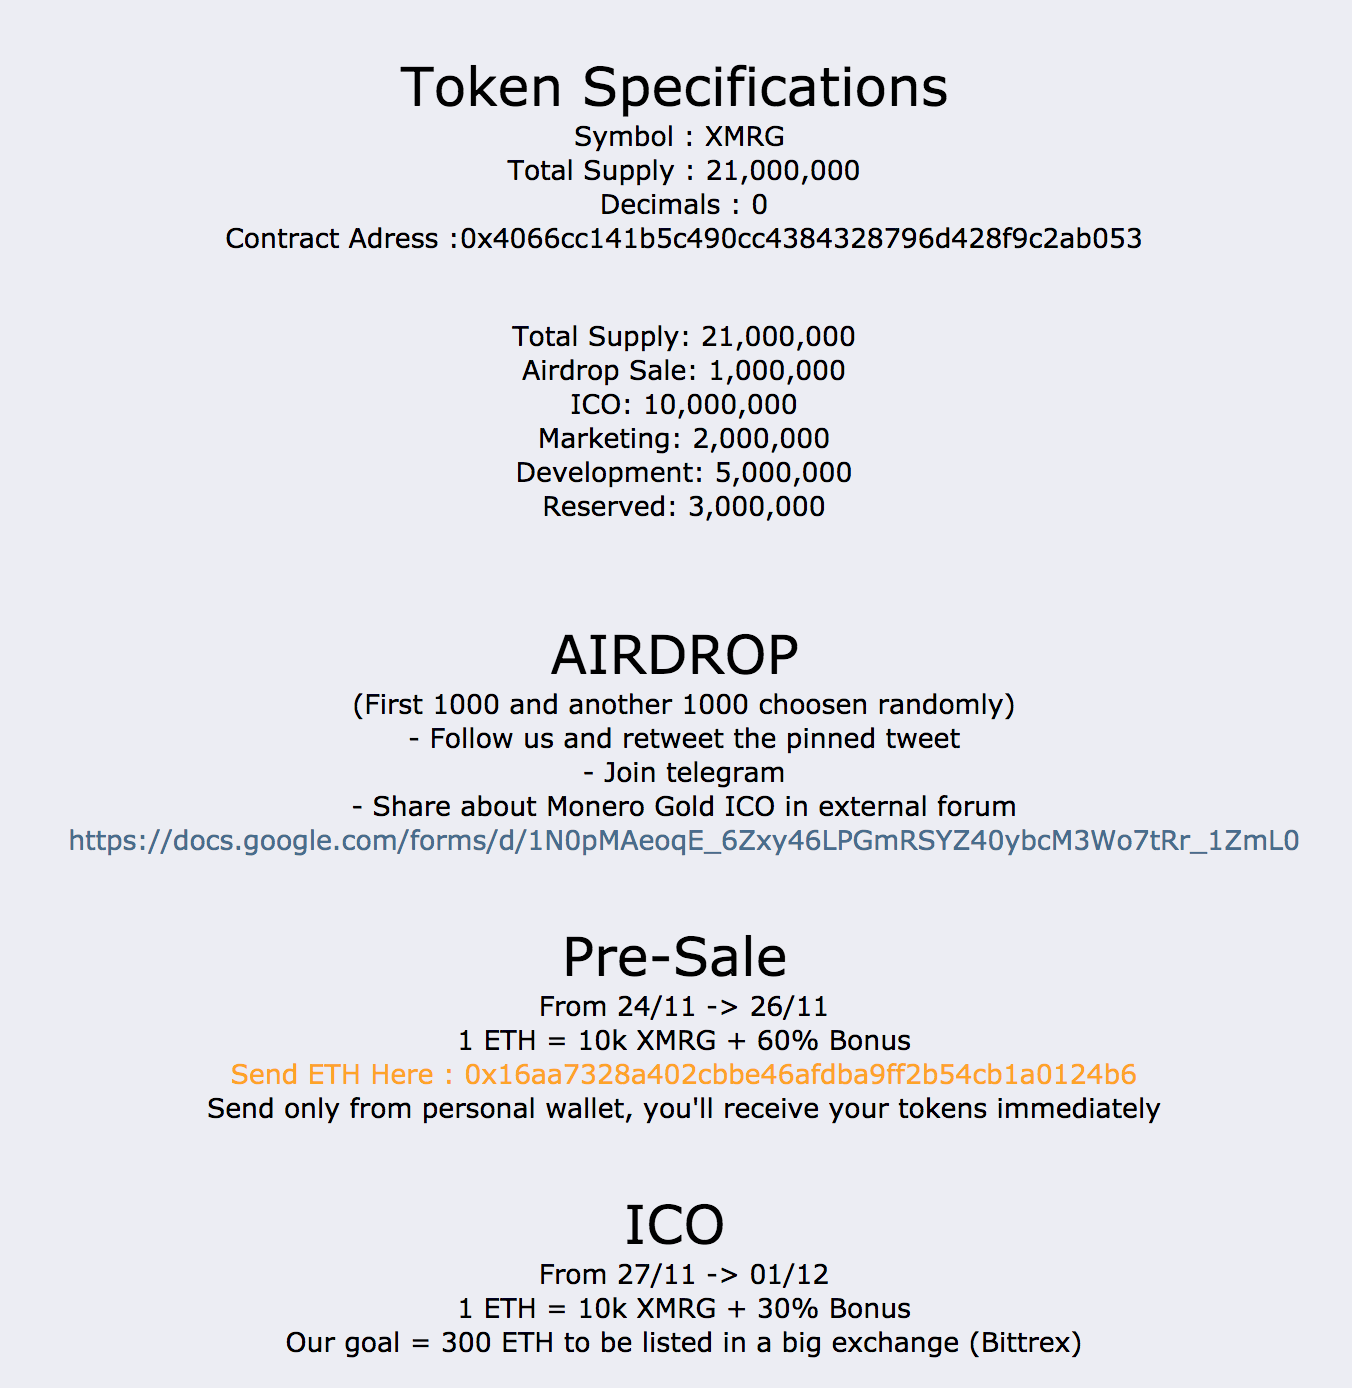 Token Specifications
Symbol : XMRG
Total Supply : 21,000,000
Decimals : 0
Contract Adress :0x4066cc141b5c490cc4384328796d428f9c2ab053
Total Supply: 21,000,000
Airdrop Sale: 1,000,000
ICO: 10,000,000
Marketing: 2,000,000
Development: 5,000,000
Reserved: 3,000,000
AIRDROP
(First 1000 and another 1000 choosen randomly)
- Follow us and retweet the pinned tweet
- Join telegram
- Share about Monero Gold ICO in external forum
https://docs.google.com/forms/d/1N0pMAeoqE_6Zxy46LPGmRSYZ40ybcM3Wo7tRr_1ZmL0
Pre-Sale
From 24/11 -> 26/11
1 ETH = 10k XMRG + 60% Bonus
Send ETH Here : 0x16aa7328a402cbbe46afdba9ff2b54cb1a0124b6
Send only from personal wallet, you'll receive your tokens immediately
ICO
From 27/11 -> 01/12
1 ETH = 10k XMRG + 30% Bonus
Our goal = 300 ETH to be listed in a big exchange (Bittrex)